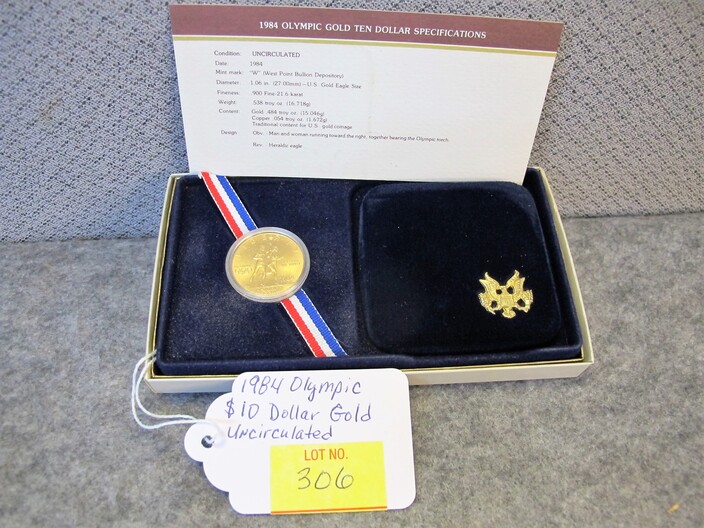 1984 OLYMPIC GOLD TEN DOLLAR SPECIFICATIONS
Condition: UNCIRCULATED
Date: 1984
Mint mark: "W" (West Point Bullion Depository)
Diameter: 1.06 in. (27.00mm) – U.S. Gold Eagle Size
Fineness: 900 Fine-21.6 karat
Weight: .538 troy oz. (16.718g)
Content: Gold .484 troy oz. (15.046g)
Copper .054 troy oz. (1.672g)
Traditional content for U.S. gold coinage
Design: Obv. Man and woman running toward the right, together bearing the Olympic torch.
Rev. Heraldic eagle
1984 Olympic
$10 Dollar Gold
Uncirculated
LOT NO.
306